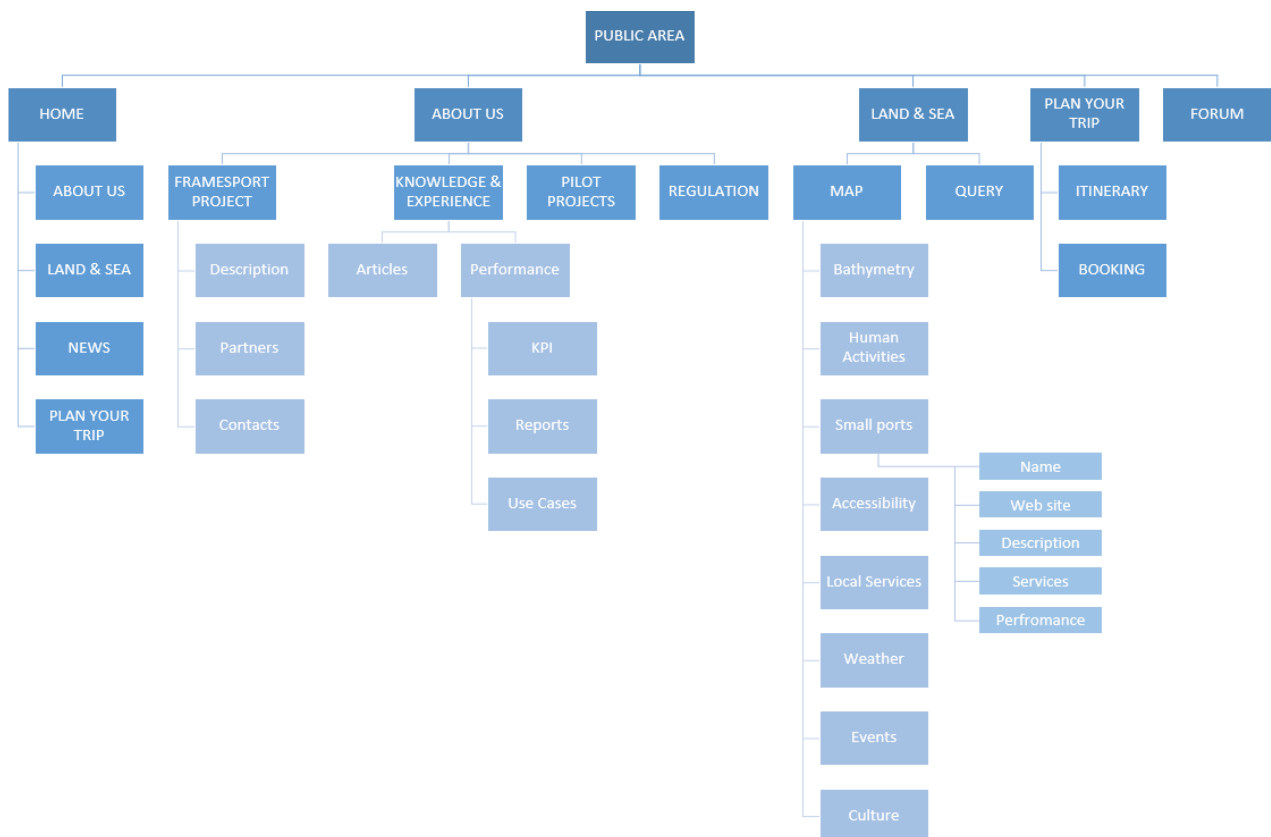 PUBLIC AREA
HOME
ABOUT US
LAND & SEA
PLAN YOUR
TRIP
FORUM
ABOUT US
LAND & SEA
NEWS
PLAN YOUR
TRIP
FRAMESPORT
PROJECT
Description
Partners
Contacts
KNOWLEDGE &
EXPERIENCE
Articles
Performance
KPI
Reports
Use Cases
PILOT
PROJECTS
REGULATION
MAP
Bathymetry
Human
Activities
Small ports
Name
Web site
Description
Services
Perfromance
Accessibility
Local Services
Weather
Events
Culture
QUERY
ITINERARY
BOOKING